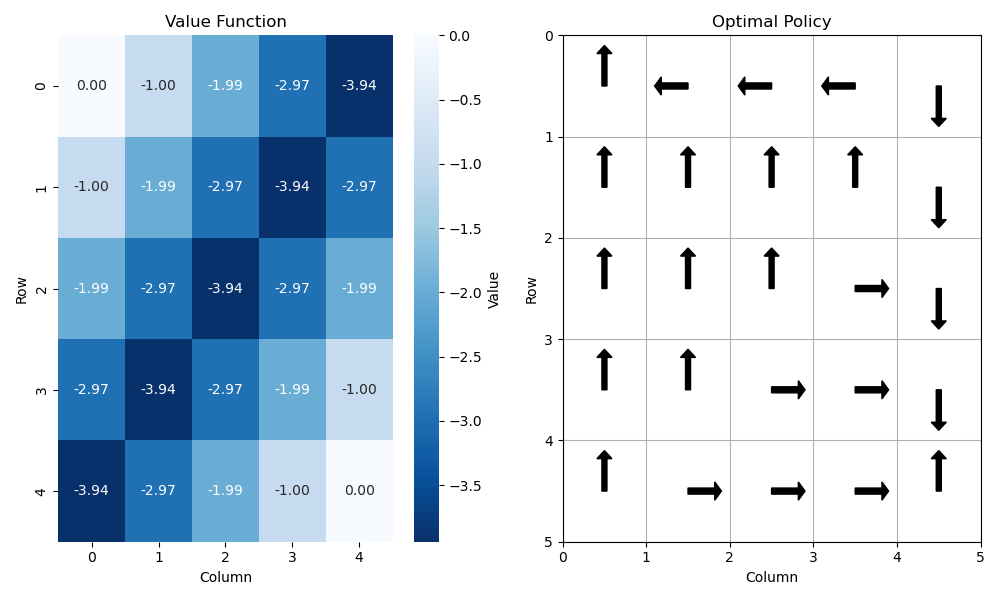 Value Function
0.00 -1.00 -1.99 -2.97 -3.94
-1.00 -1.99 -2.97 -3.94 -2.97
-1.99 -2.97 -3.94 -2.97 -1.99
-2.97 -3.94 -2.97 -1.99 -1.00
-3.94 -2.97 -1.99 -1.00 0.00
0
1
2
3
4
Row
0 1 2 3 4
Column
0.0
−0.5
−1.0
−1.5
−2.0
−2.5
−3.0
−3.5
Value
Optimal Policy
0
1
2
3
4
5
Row
0 1 2 3 4 5
Column